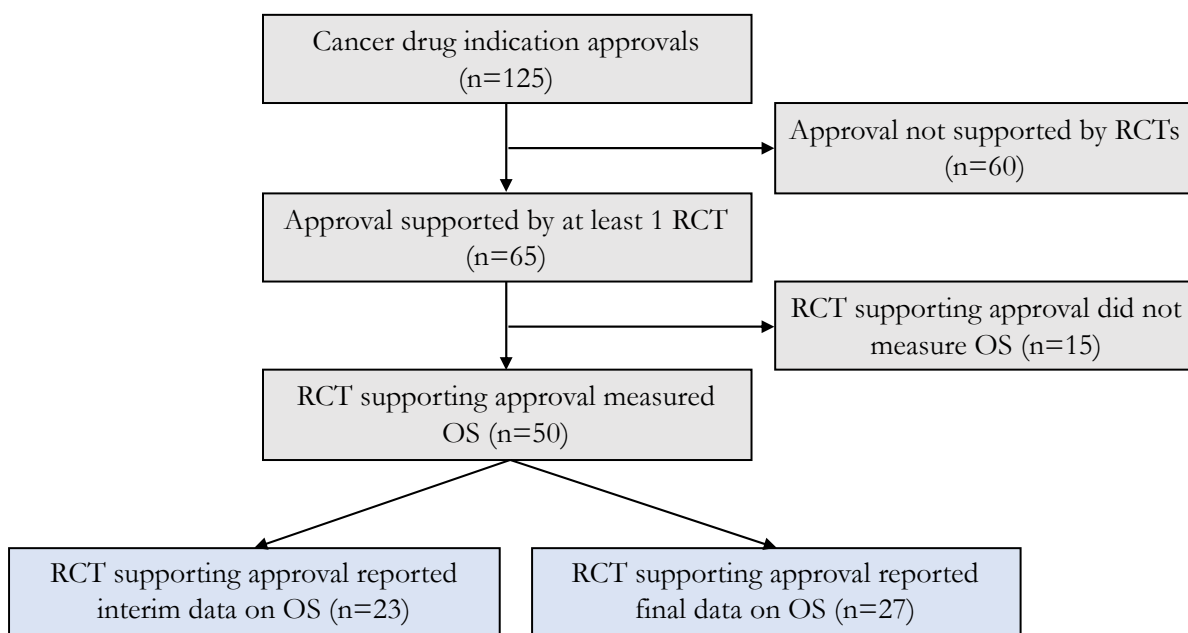 Cancer drug indication approvals
(n=125)
Approval not supported by RCTs
(n=60)
Approval supported by at least 1 RCT
(n=65)
RCT supporting approval did not
measure OS (n=15)
RCT supporting approval measured
OS (n=50)
RCT supporting approval reported
interim data on OS (n=23)
RCT supporting approval reported
final data on OS (n=27)